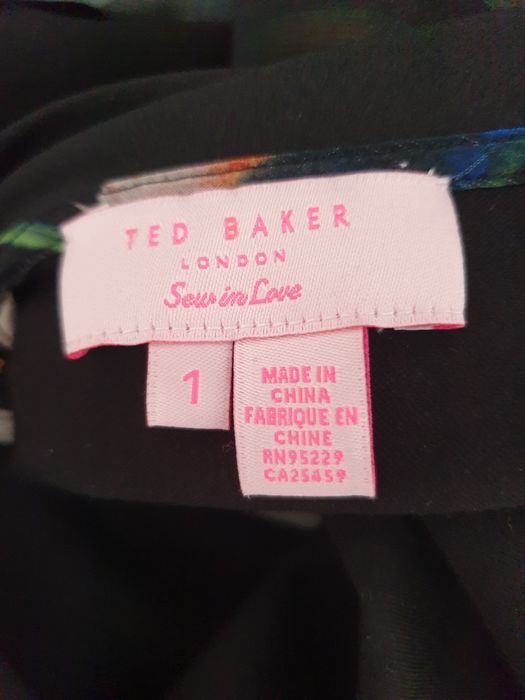 TED BAKER
LONDON
Sew in Love
1
MADE IN
CHINA
FABRIQUE EN
CHINE
RN95229
CA25459